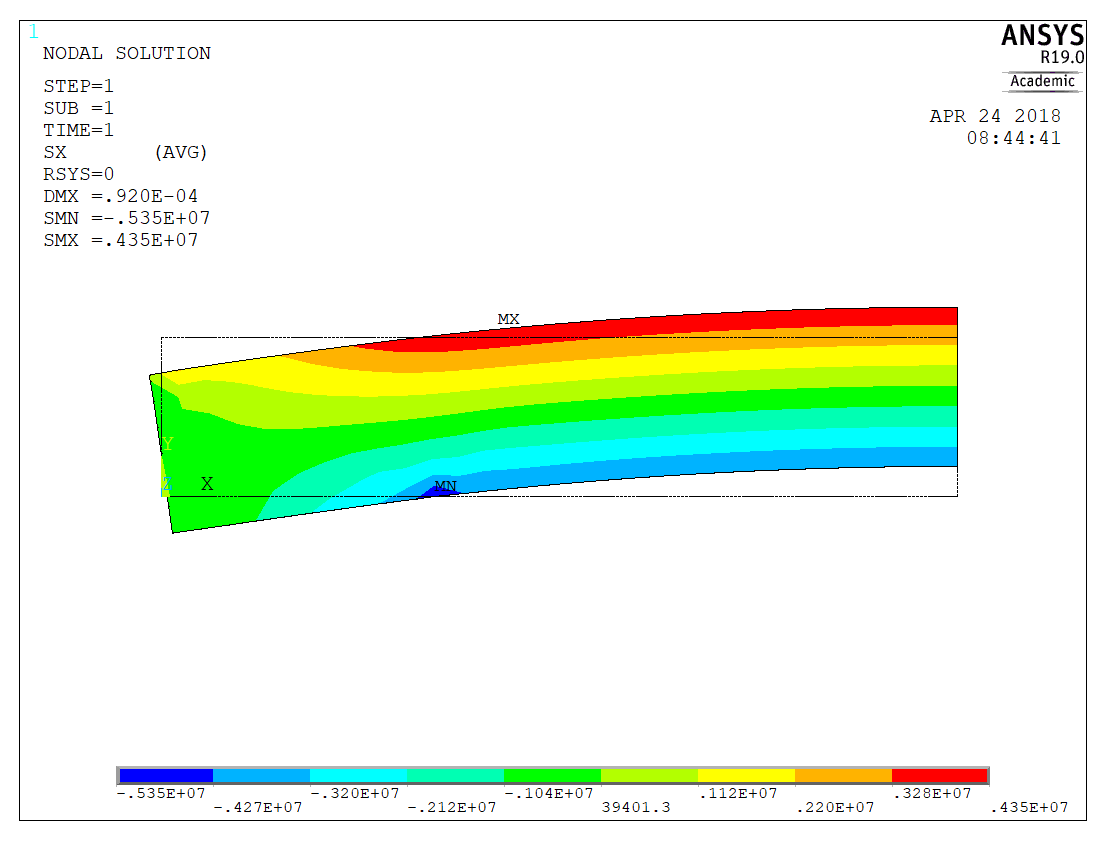 1
NODAL SOLUTION
STEP=1
SUB =1
TIME=1
SX (AVG)
RSYS=0
DMX =.920E-04
SMN =-.535E+07
SMX =.435E+07
ANSYS
R19.0
Academic
APR 24 2018
08:44:41
MX
Y
Z X
MN
-.535E+07 -.320E+07 -.104E+07 .112E+07 .328E+07
-.427E+07 -.212E+07 39401.3 .220E+07 .435E+07